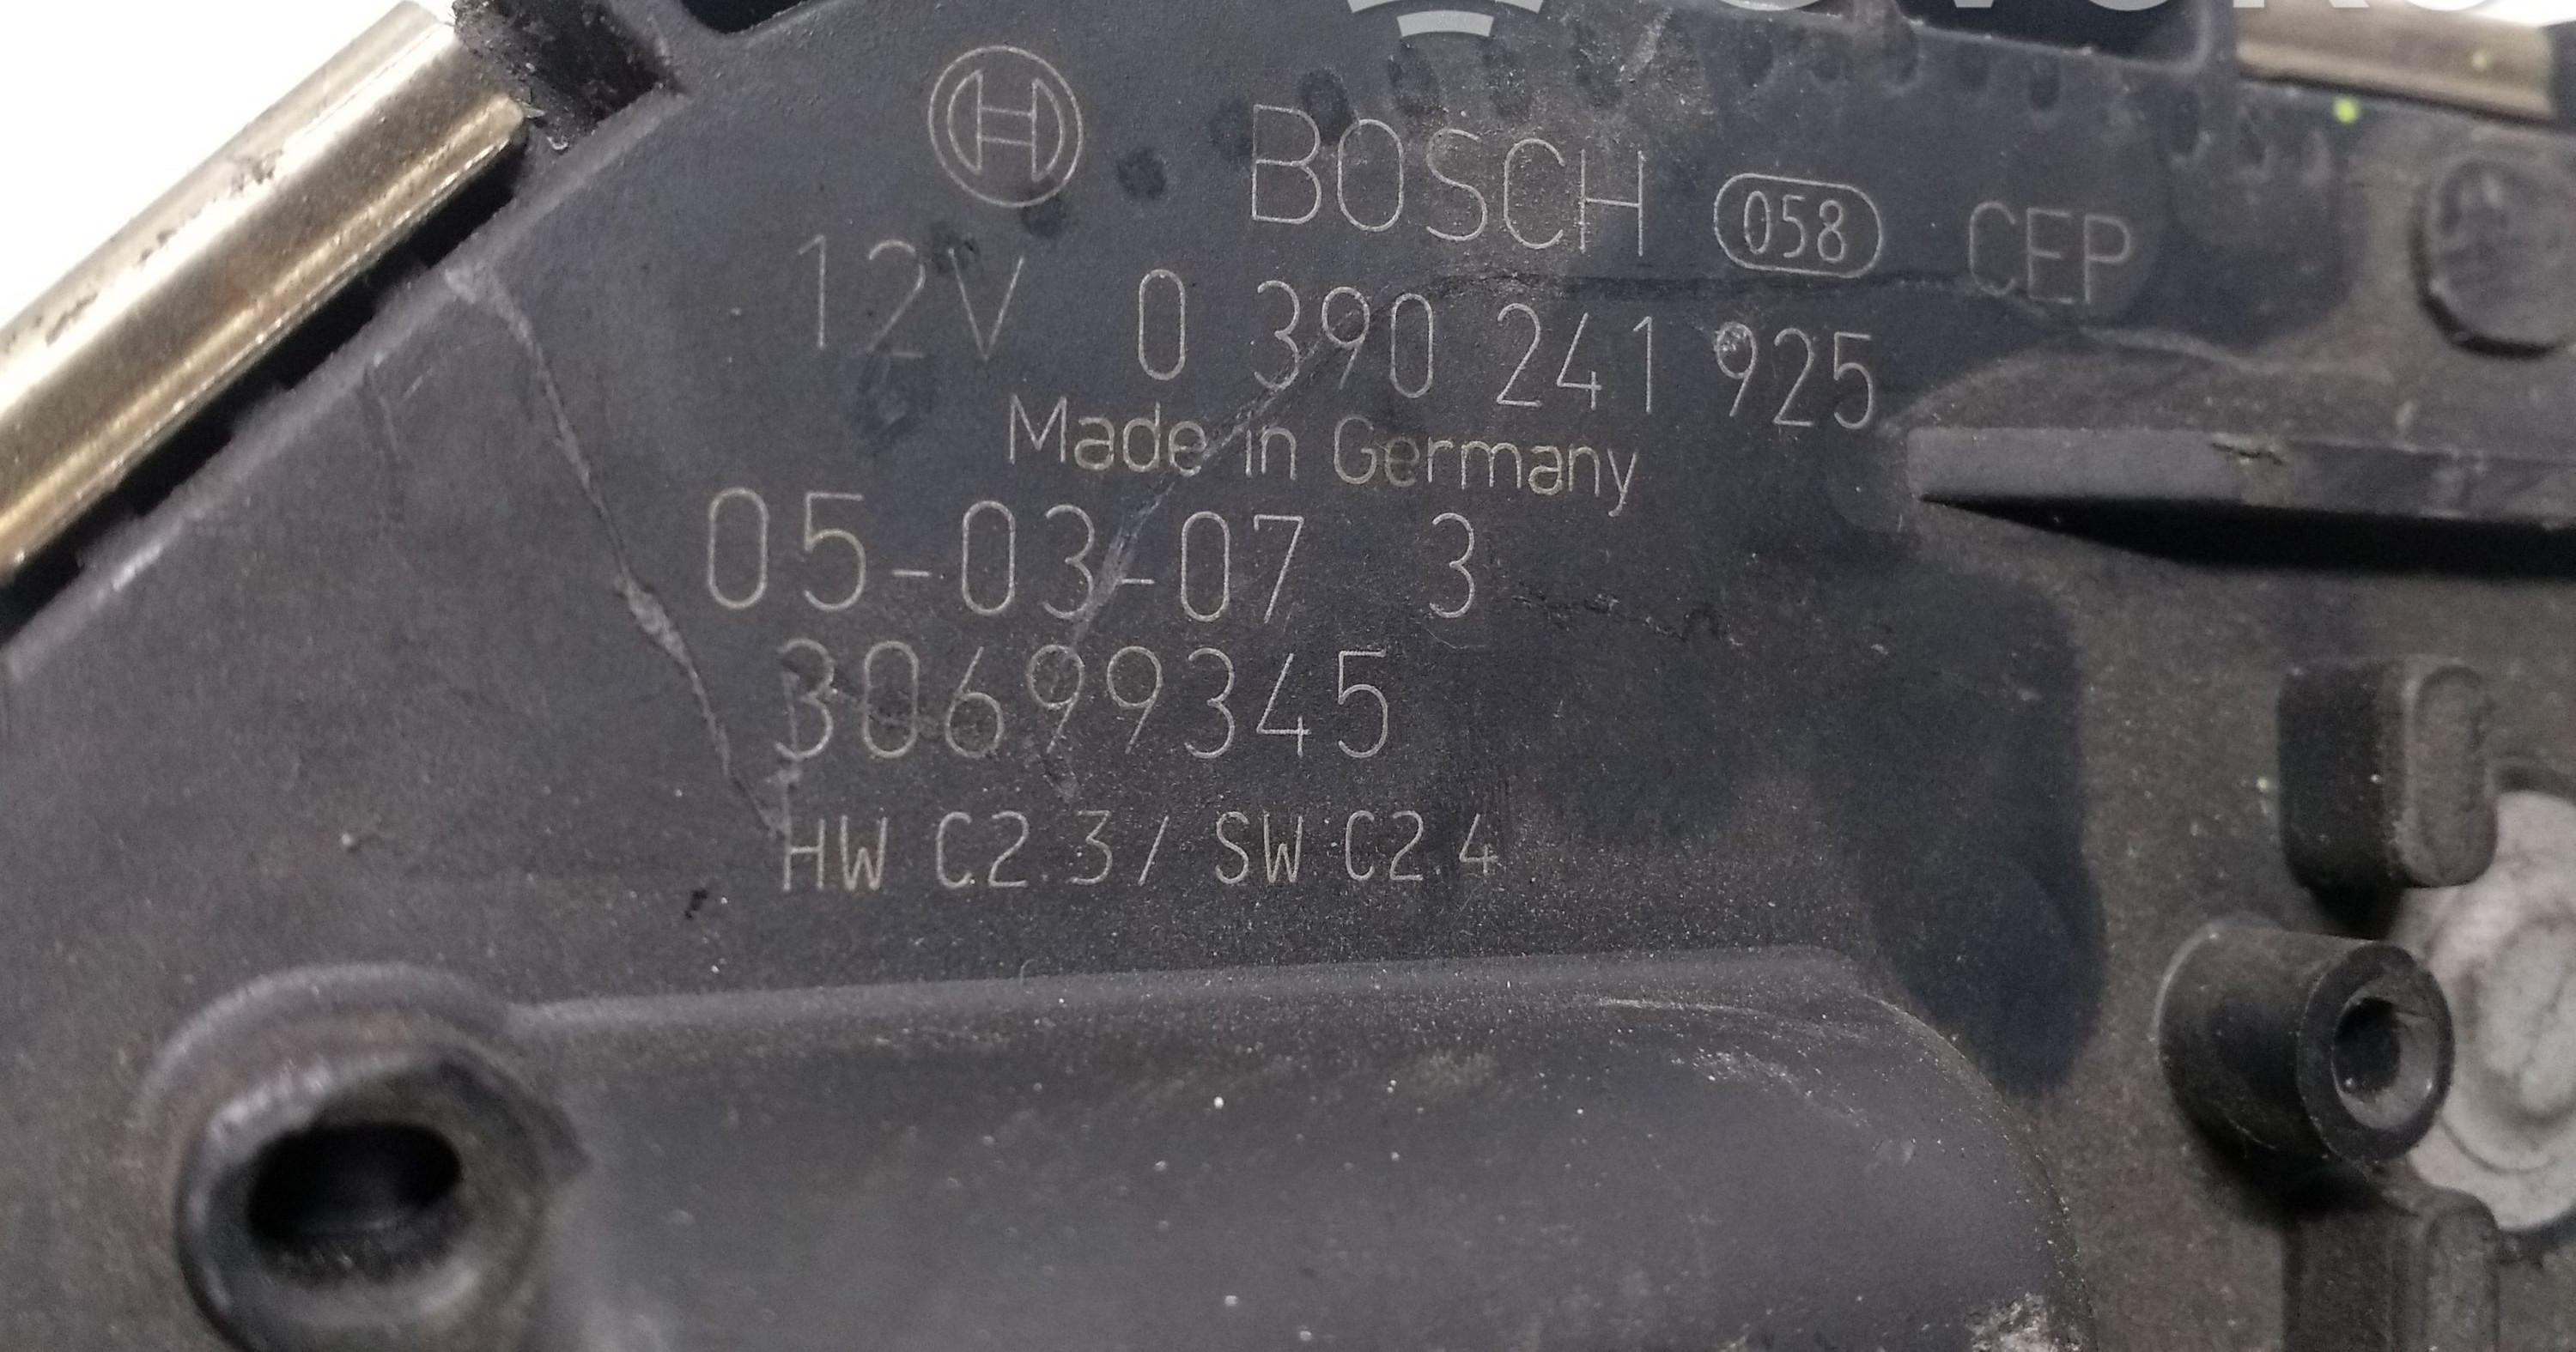 BOSCH 058 CEP
12V 0 390 241 925
Made in Germany
05-03-07 3
30699345
HW C2.3/ SW C2.4